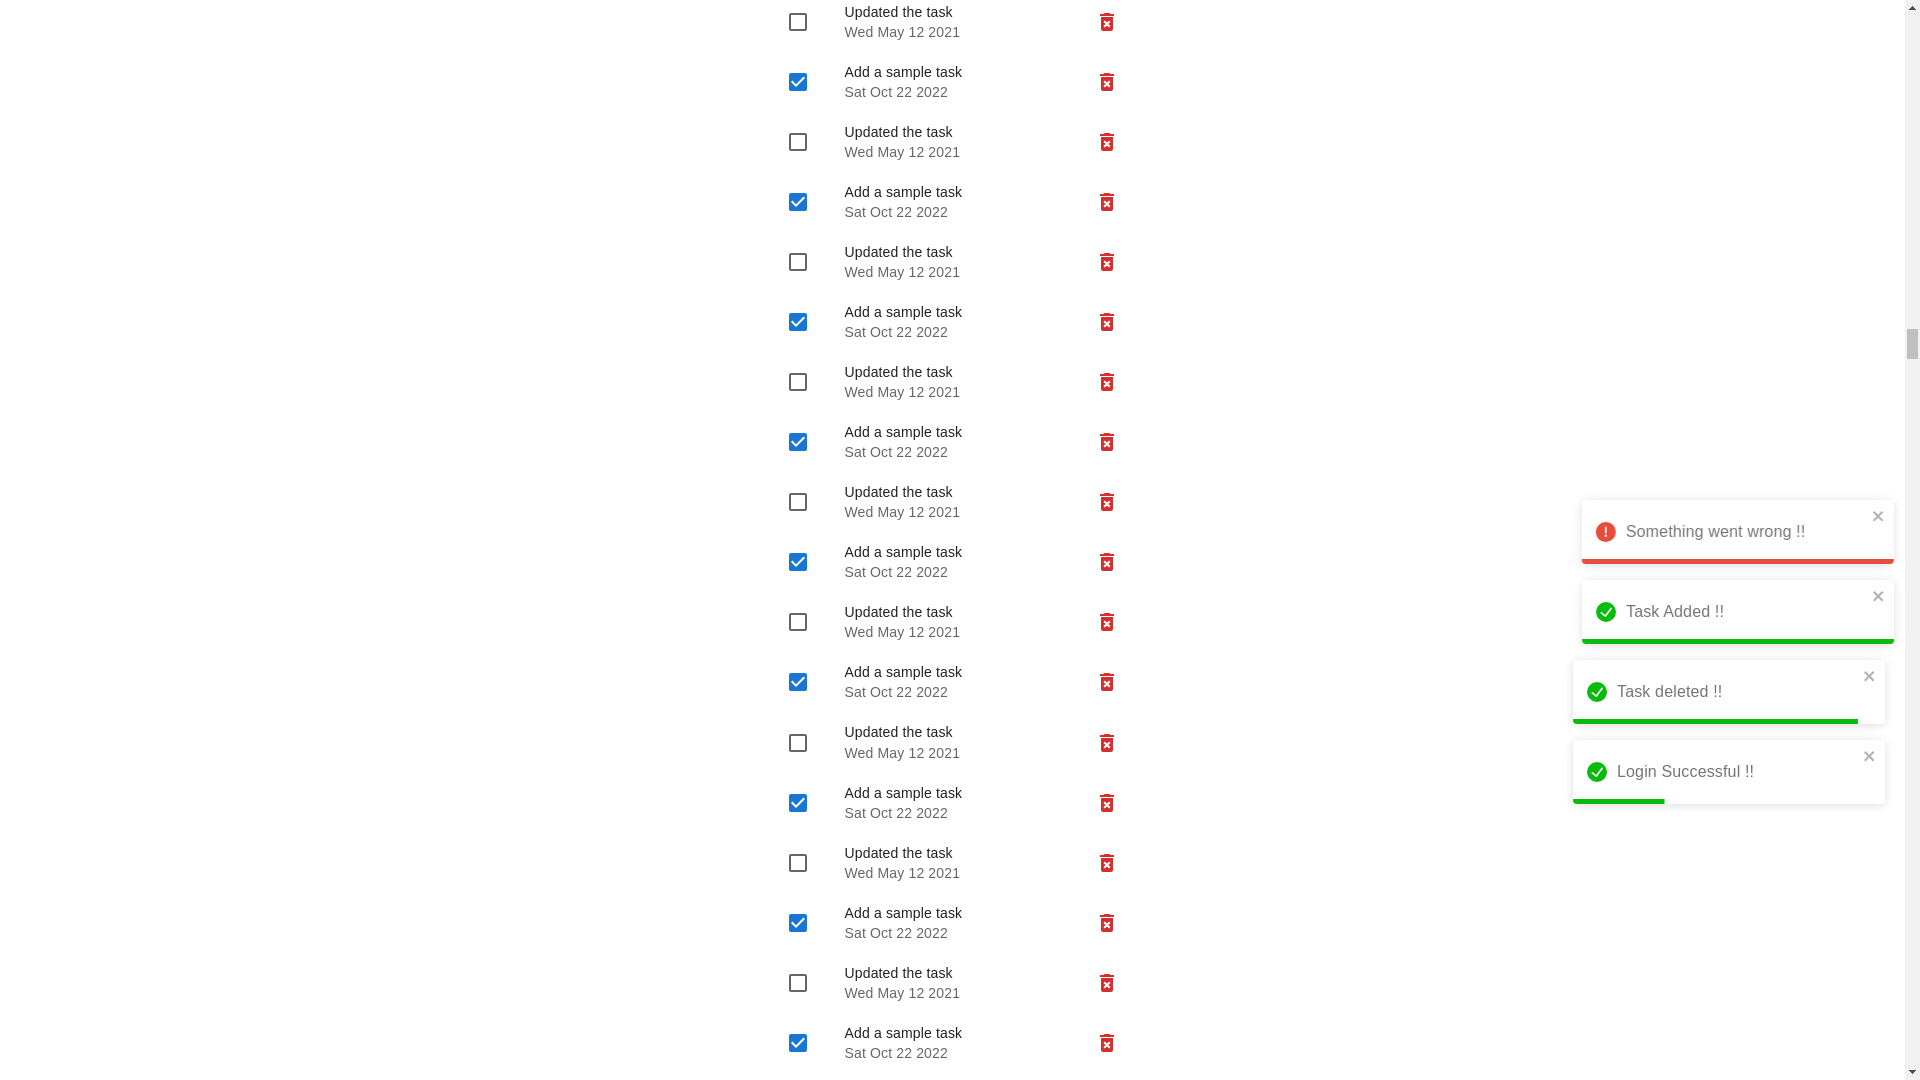 Updated the task
Wed May 12 2021
Add a sample task
Sat Oct 22 2022
Updated the task
Wed May 12 2021
Add a sample task
Sat Oct 22 2022
Updated the task
Wed May 12 2021
Add a sample task
Sat Oct 22 2022
Updated the task
Wed May 12 2021
Add a sample task
Sat Oct 22 2022
Updated the task
Wed May 12 2021
Add a sample task
Sat Oct 22 2022
Updated the task
Wed May 12 2021
Add a sample task
Sat Oct 22 2022
Updated the task
Wed May 12 2021
Add a sample task
Sat Oct 22 2022
Updated the task
Wed May 12 2021
Add a sample task
Sat Oct 22 2022
Updated the task
Wed May 12 2021
Add a sample task
Sat Oct 22 2022
Something went wrong !!
Task Added !!
Task deleted !!
Login Successful !!